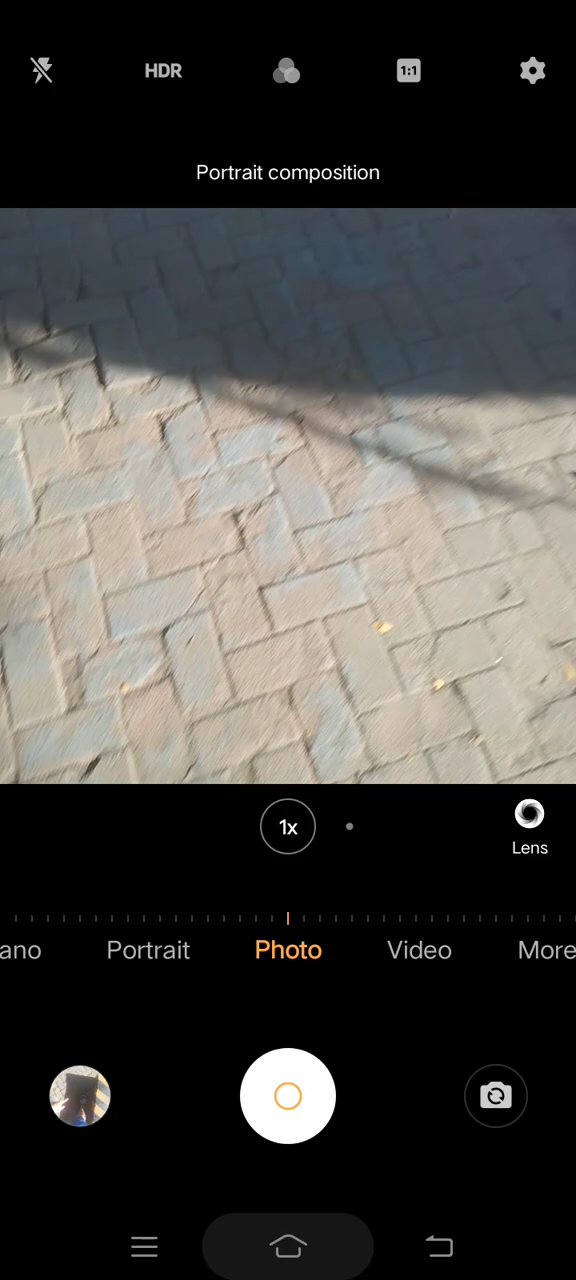 HDR
1:1
Portrait composition
1x
Lens
ano Portrait Photo Video More